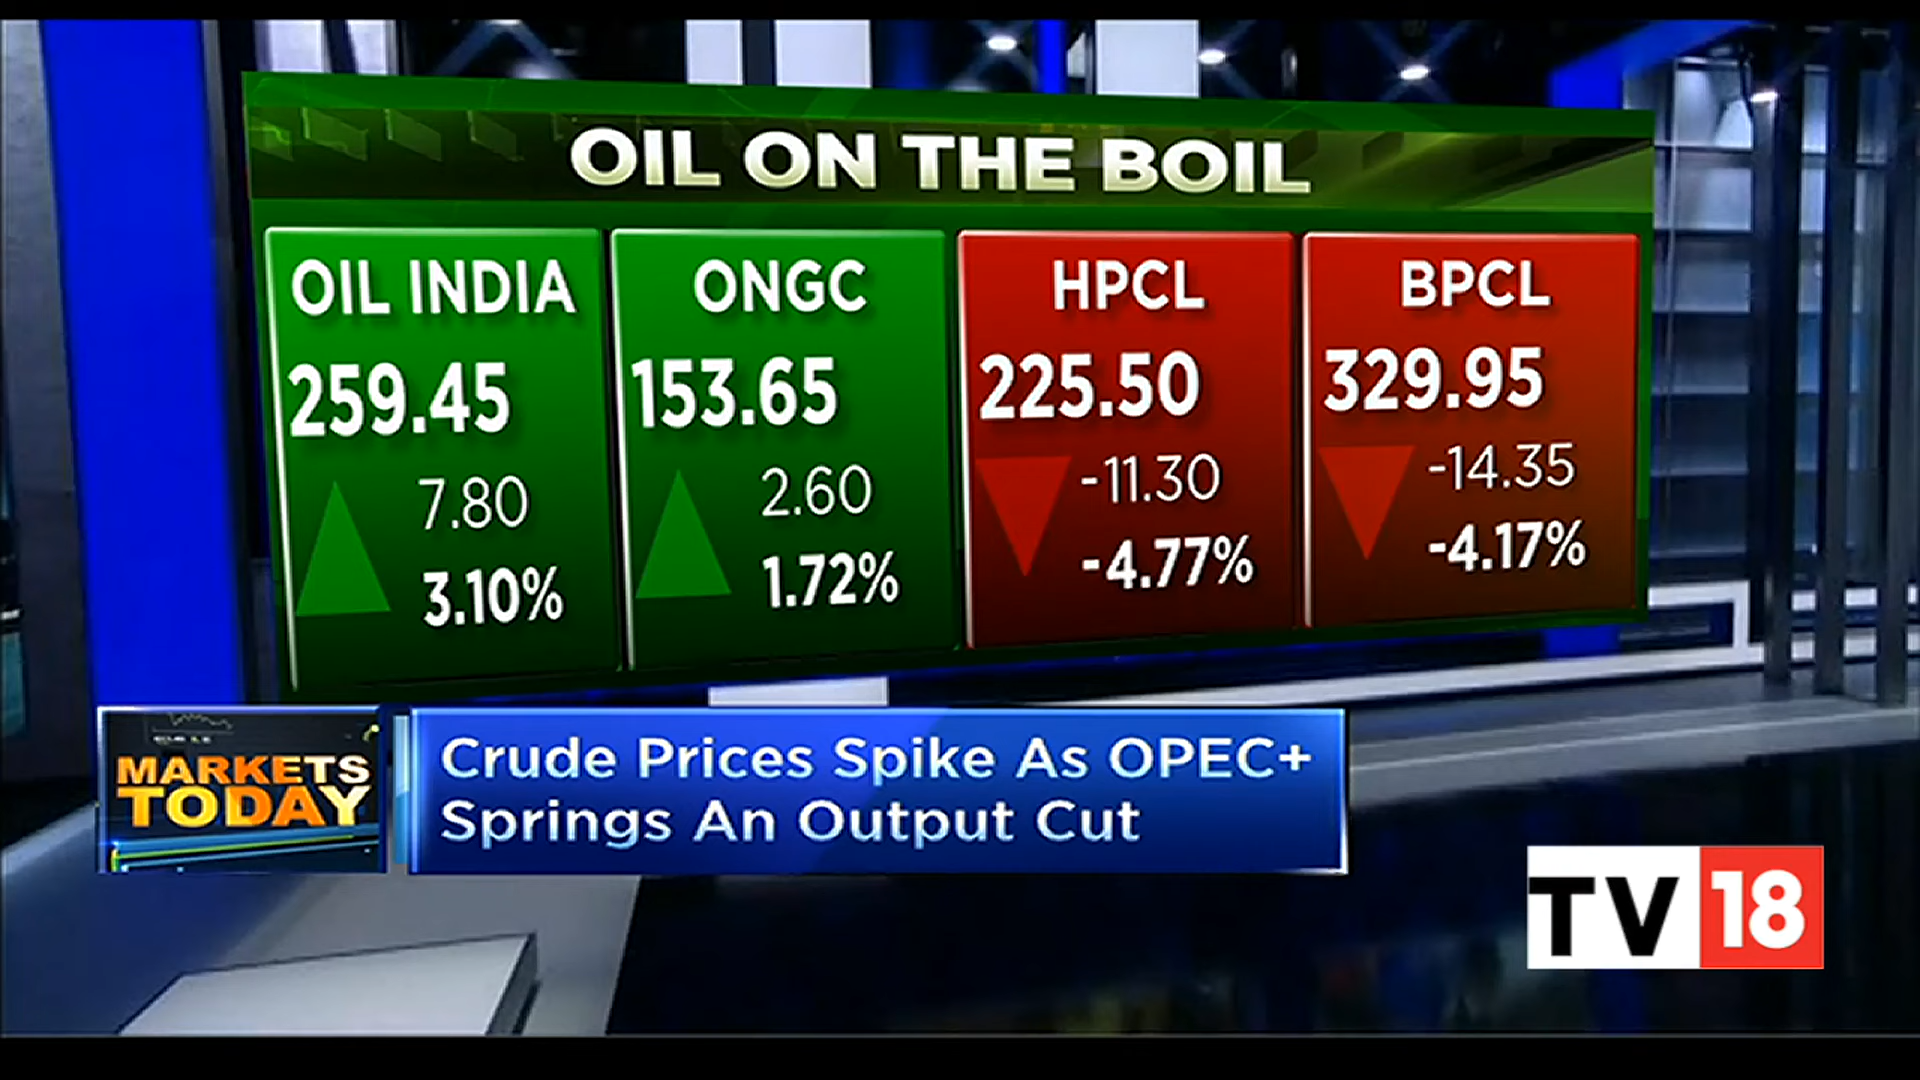 OIL ON THE BOIL
OIL INDIA
259.45
7.80
3.10%
ONGC
153.65
2.60
1.72%
HPCL
225.50
-11.30
-4.77%
BPCL
329.95
-14.35
-4.17%
MARKETS
TODAY
Crude Prices Spike As OPEC+
Springs An Output Cut
TV18